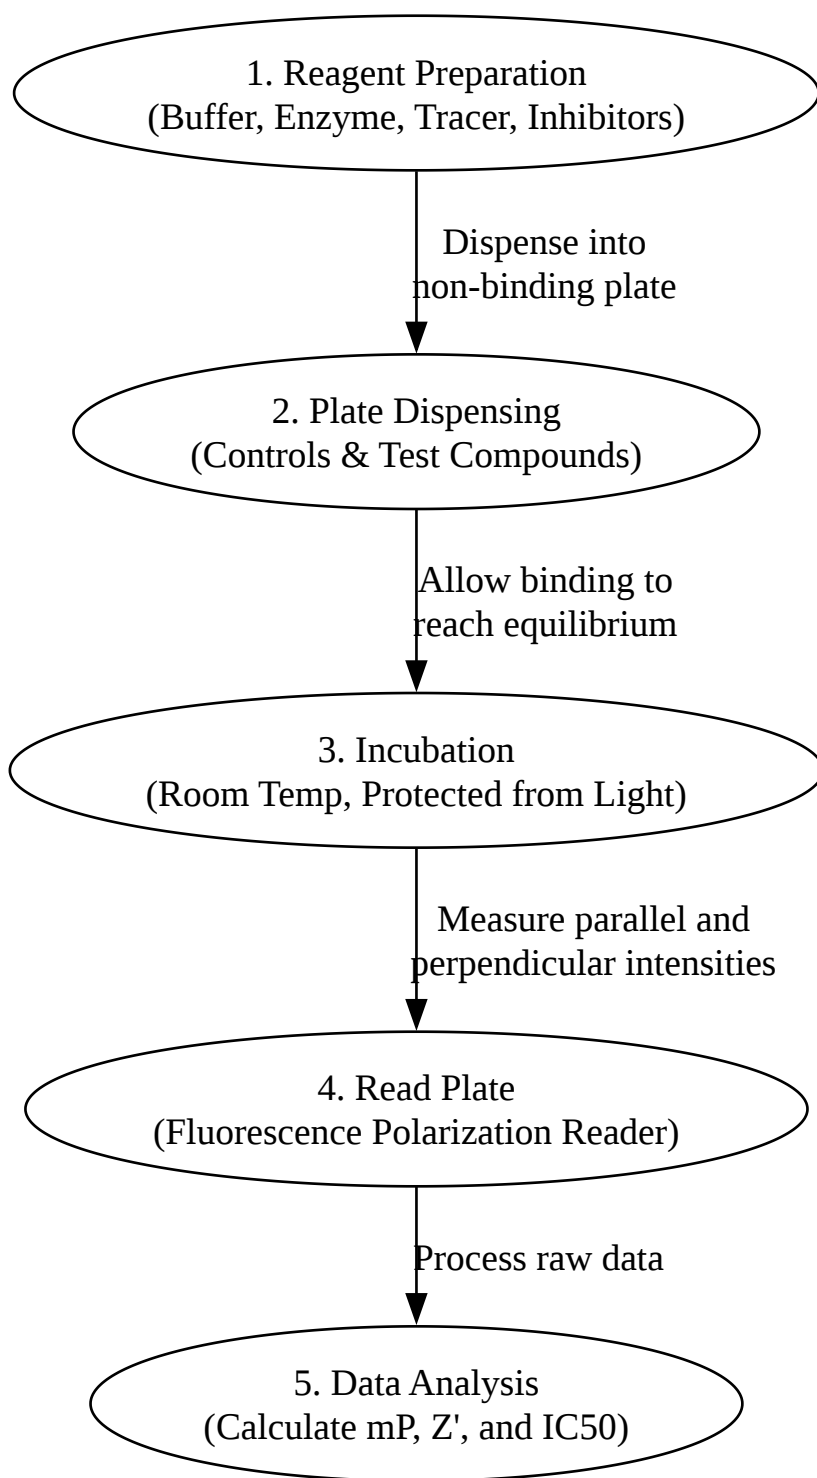 1. Reagent Preparation
(Buffer, Enzyme, Tracer, Inhibitors)
Dispense into
non-binding plate
2. Plate Dispensing
(Controls & Test Compounds)
Allow binding to
reach equilibrium
3. Incubation
(Room Temp, Protected from Light)
Measure parallel and
perpendicular intensities
4. Read Plate
(Fluorescence Polarization Reader)
Process raw data
5. Data Analysis
(Calculate mP, Z', and IC50)